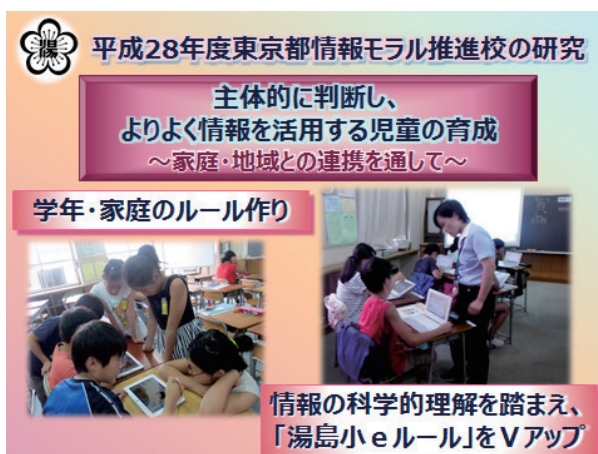 湯
平成28年度東京都情報モラル推進校の研究
主体的に判断し、
よりよく情報を活用する児童の育成
～家庭・地域との連携を通して～
学年・家庭のルール作り
情報の科学的理解を踏まえ、
「湯島小ｅルール」をＶアップ